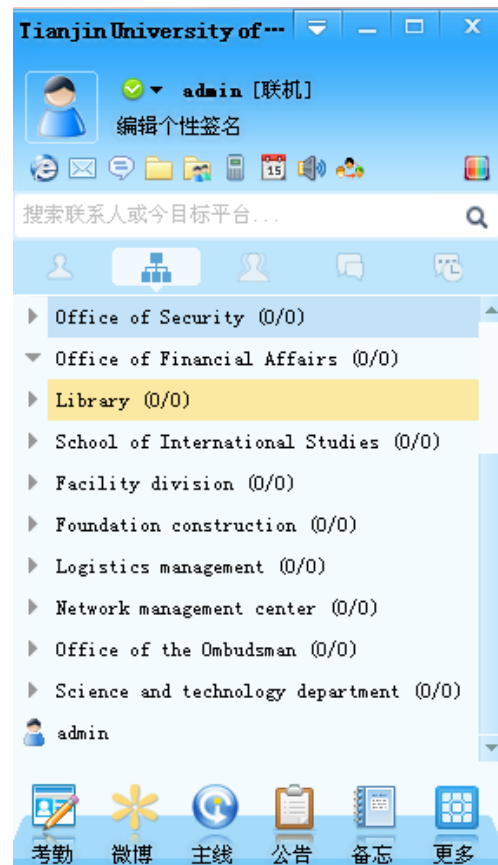 Tianjin University of…
admin [联机]
编辑个性签名
15
搜索联系人或今目标平台...
Office of Security (0/0)
Office of Financial Affairs (0/0)
Library (0/0)
School of International Studies (0/0)
Facility division (0/0)
Foundation construction (0/0)
Logistics management (0/0)
Network management center (0/0)
Office of the Ombudsman (0/0)
Science and technology department (0/0)
admin
考勤 微博 主线 公告 备忘 更多